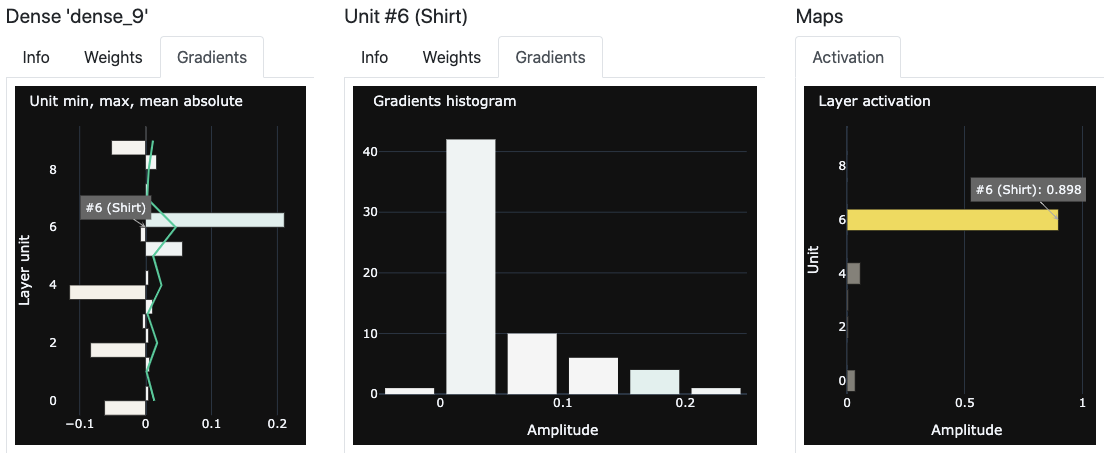 Dense 'dense_9'
Info Weights Gradients
Unit min, max, mean absolute
Layer unit
8
6
4
2
0
#6 (Shirt)
−0.1 0 0.1 0.2
Unit #6 (Shirt)
Info Weights Gradients
Gradients histogram
40
30
20
10
0
0 0.1 0.2
Amplitude
Maps
Activation
Layer activation
Unit
8
6
4
2
0
#6 (Shirt): 0.898
0 0.5 1
Amplitude